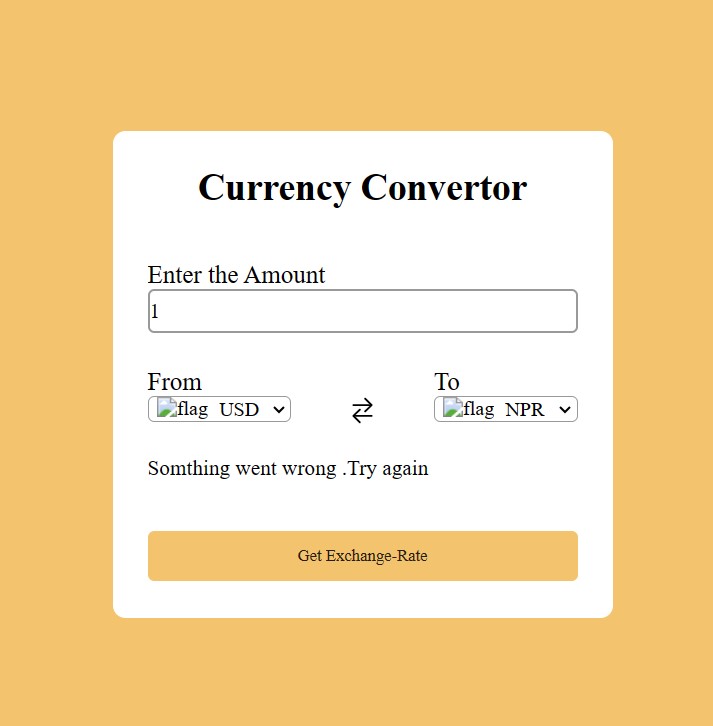 Currency Convertor
Enter the Amount
1
From To
flag USD flag NPR
Somthing went wrong .Try again
Get Exchange-Rate